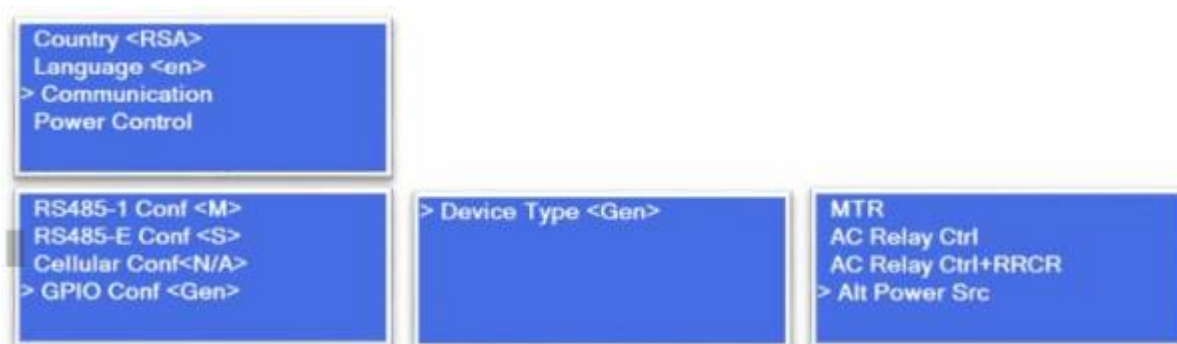 Country <RSA>
Language <en>
> Communication
Power Control
RS485-1 Conf <M>
RS485-E Conf <S>
Cellular Conf<N/A>
> GPIO Conf <Gen>
> Device Type <Gen>
MTR
AC Relay Ctrl
AC Relay Ctrl+RRCR
> Alt Power Src